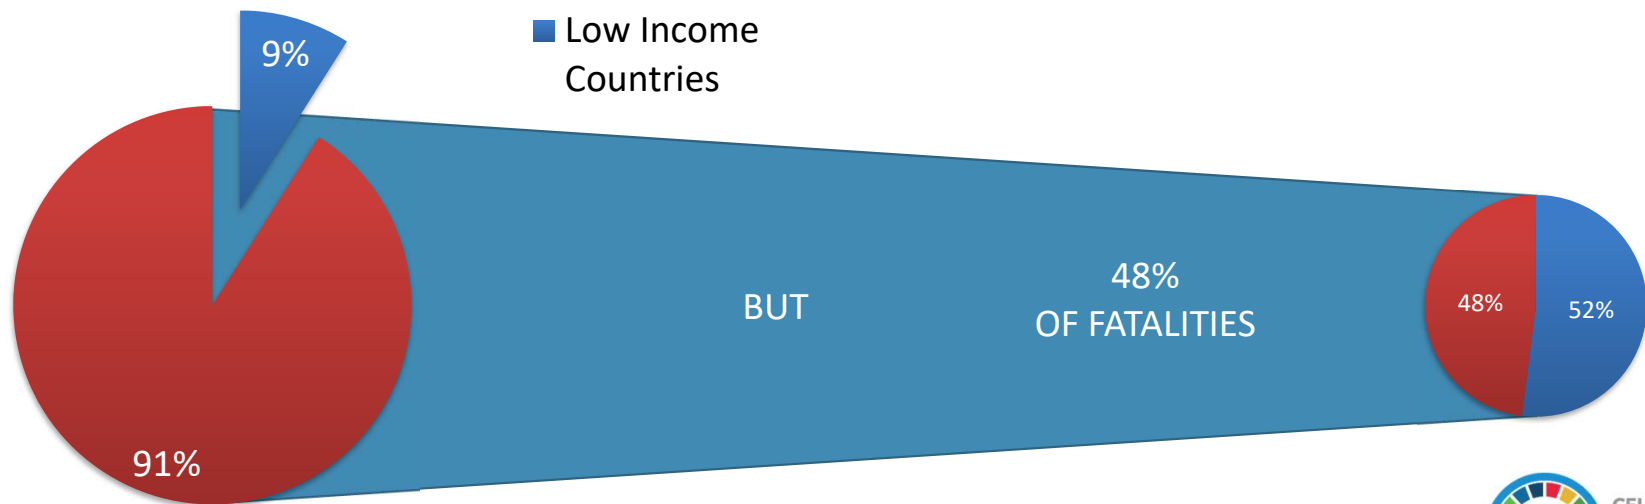 9%
Low Income
Countries
48%
BUT
OF FATALITIES
48%
52%
91%